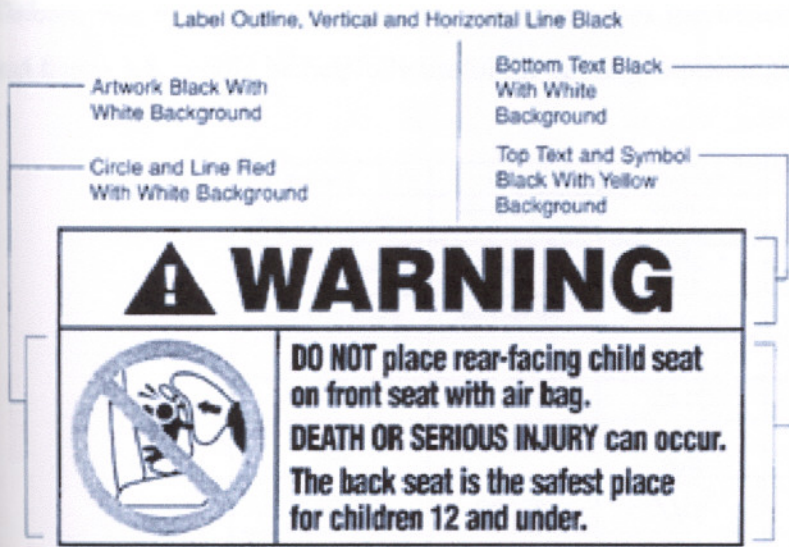 Label Outline, Vertical and Horizontal Line Black
Artwork Black With
White Background
Circle and Line Red
With White Background
Bottom Text Black
With White
Background
Top Text and Symbol
Black With Yellow
Background
WARNING
DO NOT place rear-facing child seat
on front seat with air bag.
DEATH OR SERIOUS INJURY can occur.
The back seat is the safest place
for children 12 and under.